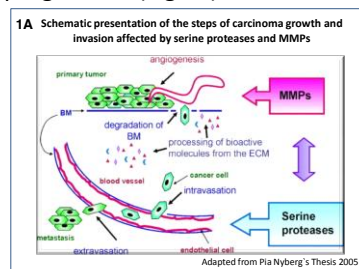 1A Schematic presentation of the steps of carcinoma growth and
invasion affected by serine proteases and MMPs
angiogenesis
primary tumor
MMPs
BM
degradation of
BM
processing of bioactive
molecules from the ECM
blood vessel
cancer cell
intravasation
Serine
proteases
metastasis
extravasation
endothelial cell
Adapted from Pia Nyberg`s Thesis 2005